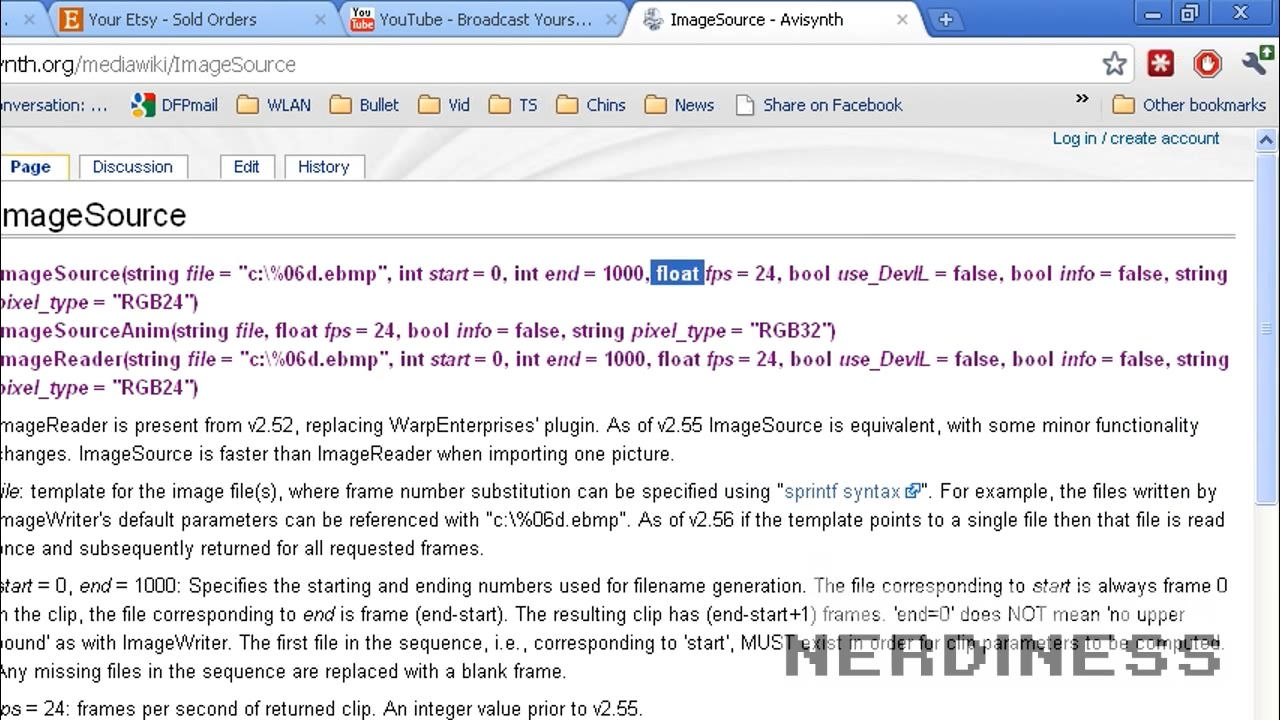 Your Etsy - Sold Orders
You Tube YouTube - Broadcast Yours...
ImageSource - Avisynth
ynth.org/mediawiki/ImageSource
onversation: ...
DFPmail
WLAN
Bullet
Vid
TS
Chins
News
Share on Facebook
»
Other bookmarks
Log in / create account
Page
Discussion
Edit
History
mageSource
mageSource(string file = "c:\%06d.ebmp", int start = 0, int end = 1000, float fps = 24, bool use_DevIL = false, bool info = false, string
pixel_type = "RGB24")
mageSourceAnim(string file, float fps = 24, bool info = false, string pixel_type = "RGB32")
mageReader(string file = "c:\%06d.ebmp", int start = 0, int end = 1000, float fps = 24, bool use_DevIL = false, bool info = false, string
pixel_type = "RGB24")
mageReader is present from v2.52, replacing WarpEnterprises' plugin. As of v2.55 ImageSource is equivalent, with some minor functionality
changes. ImageSource is faster than ImageReader when importing one picture.
ile: template for the image file(s), where frame number substitution can be specified using "sprintf syntax". For example, the files written by
mageWriter's default parameters can be referenced with "c:\%06d.ebmp". As of v2.56 if the template points to a single file then that file is read
once and subsequently returned for all requested frames.
start = 0, end = 1000: Specifies the starting and ending numbers used for filename generation. The file corresponding to start is always frame 0
n the clip, the file corresponding to end is frame (end-start). The resulting clip has (end-start+1) frames. 'end=0' does NOT mean 'no upper
bound' as with ImageWriter. The first file in the sequence, i.e., corresponding to 'start', MUST exist in order for clip parameters to be computed.
Any missing files in the sequence are replaced with a blank frame.
NERDINESS
ps = 24: frames per second of returned clip. An integer value prior to v2.55.